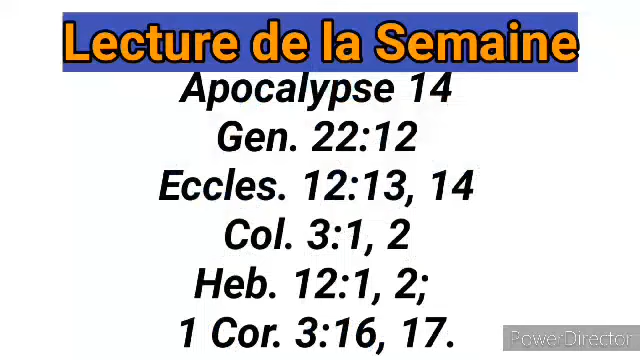 Lecture de la Semaine
Apocalypse 14
Gen. 22:12
Eccles. 12:13, 14
Col. 3:1, 2
Heb. 12:1, 2;
1 Cor. 3:16, 17.
PowerDirector